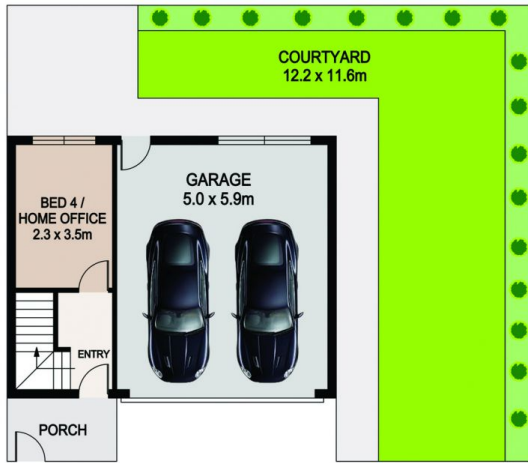 COURTYARD
12.2 x 11.6m
GARAGE
5.0 x 5.9m
BED 4 /
HOME OFFICE
2.3 x 3.5m
ENTRY
PORCH